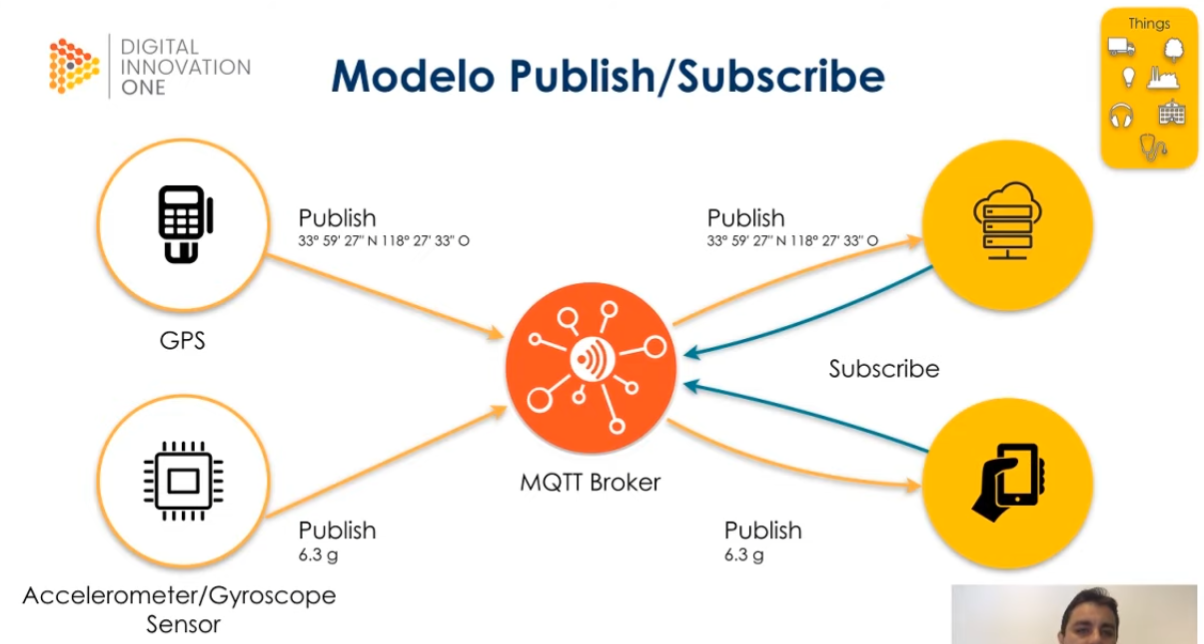 DIGITAL
INNOVATION
ONE
Modelo Publish/Subscribe
Things
Publish
33° 59' 27" N 118° 27' 33" O
Publish
33° 59' 27" N 118° 27' 33" O
GPS
Subscribe
MQTT Broker
Publish
6.3 g
Publish
6.3 g
Accelerometer/Gyroscope
Sensor